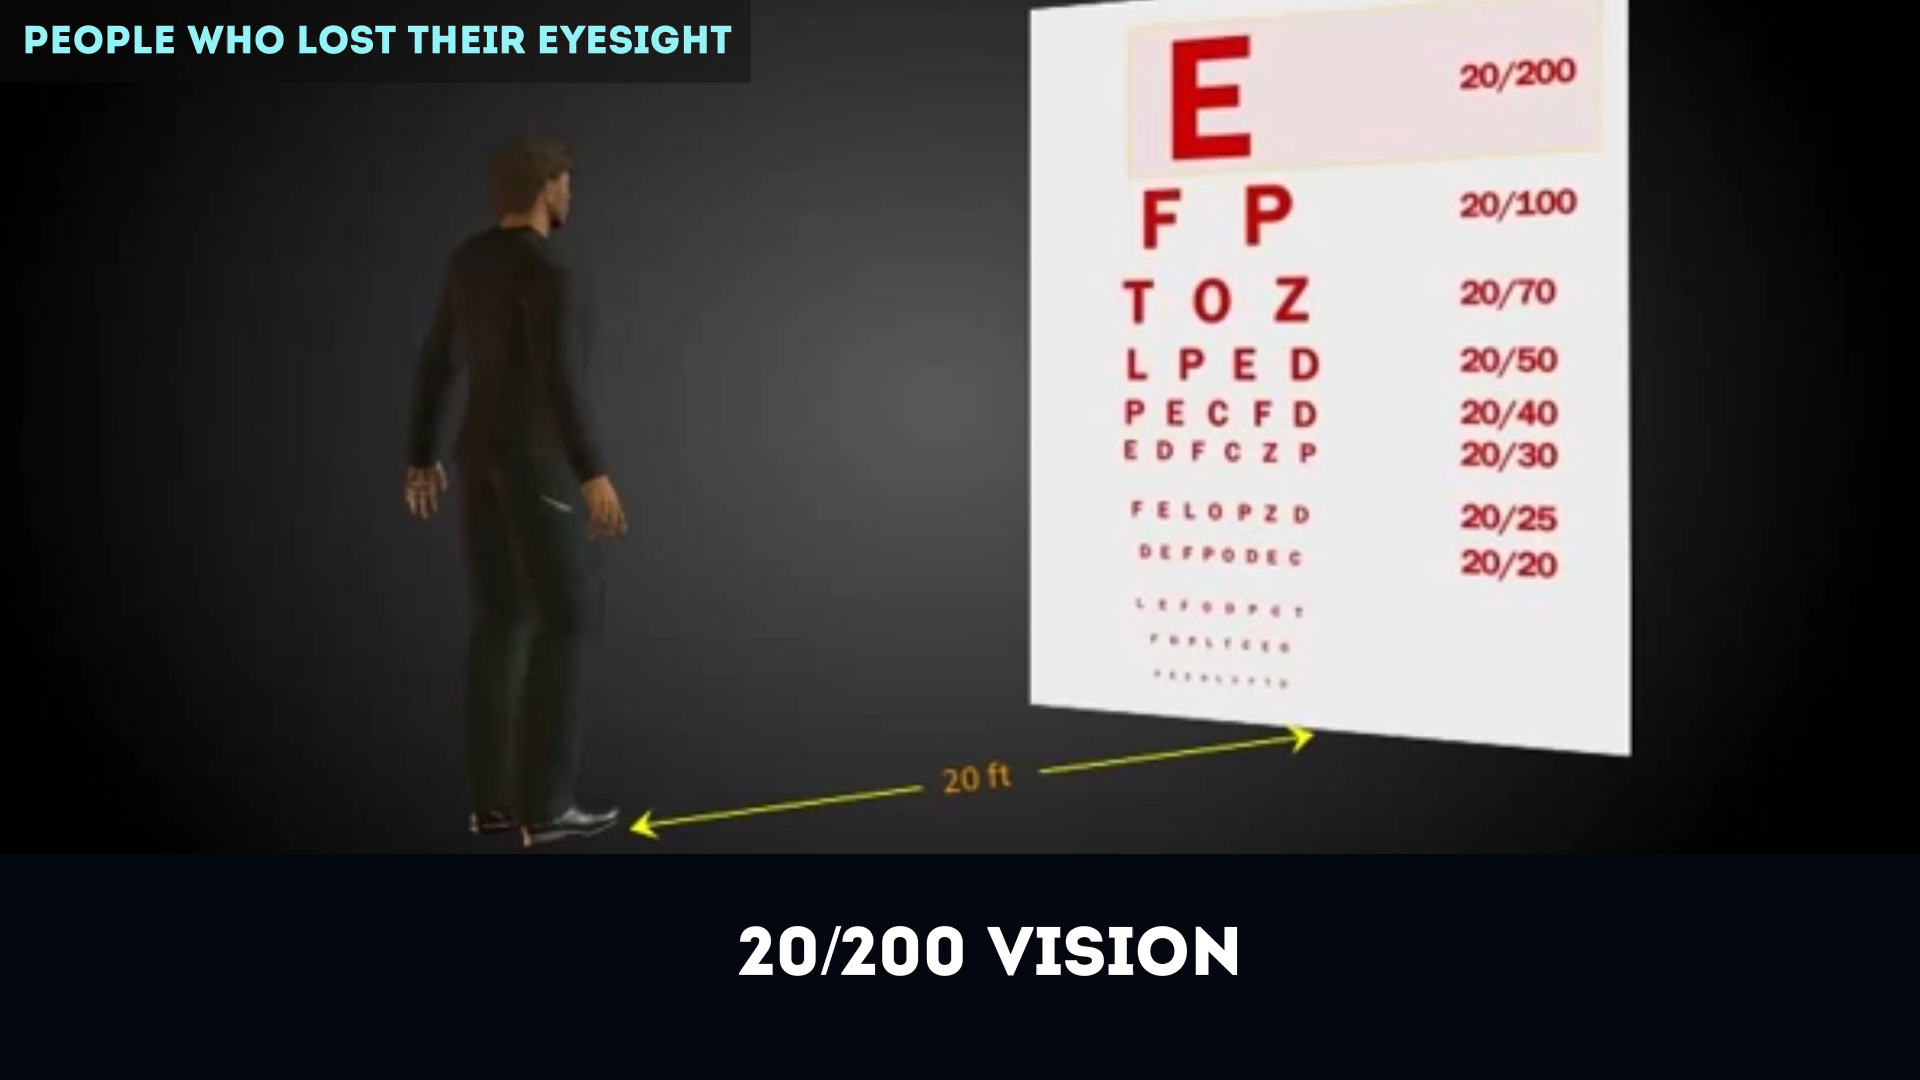 PEOPLE WHO LOST THEIR EYESIGHT
E 20/200
F P 20/100
T O Z 20/70
L P E D 20/50
P E C F D 20/40
E D F C Z P 20/30
F E L O P Z D 20/25
D E F P O D E C 20/20
L E F O D P C T
20 ft
20/200 VISION